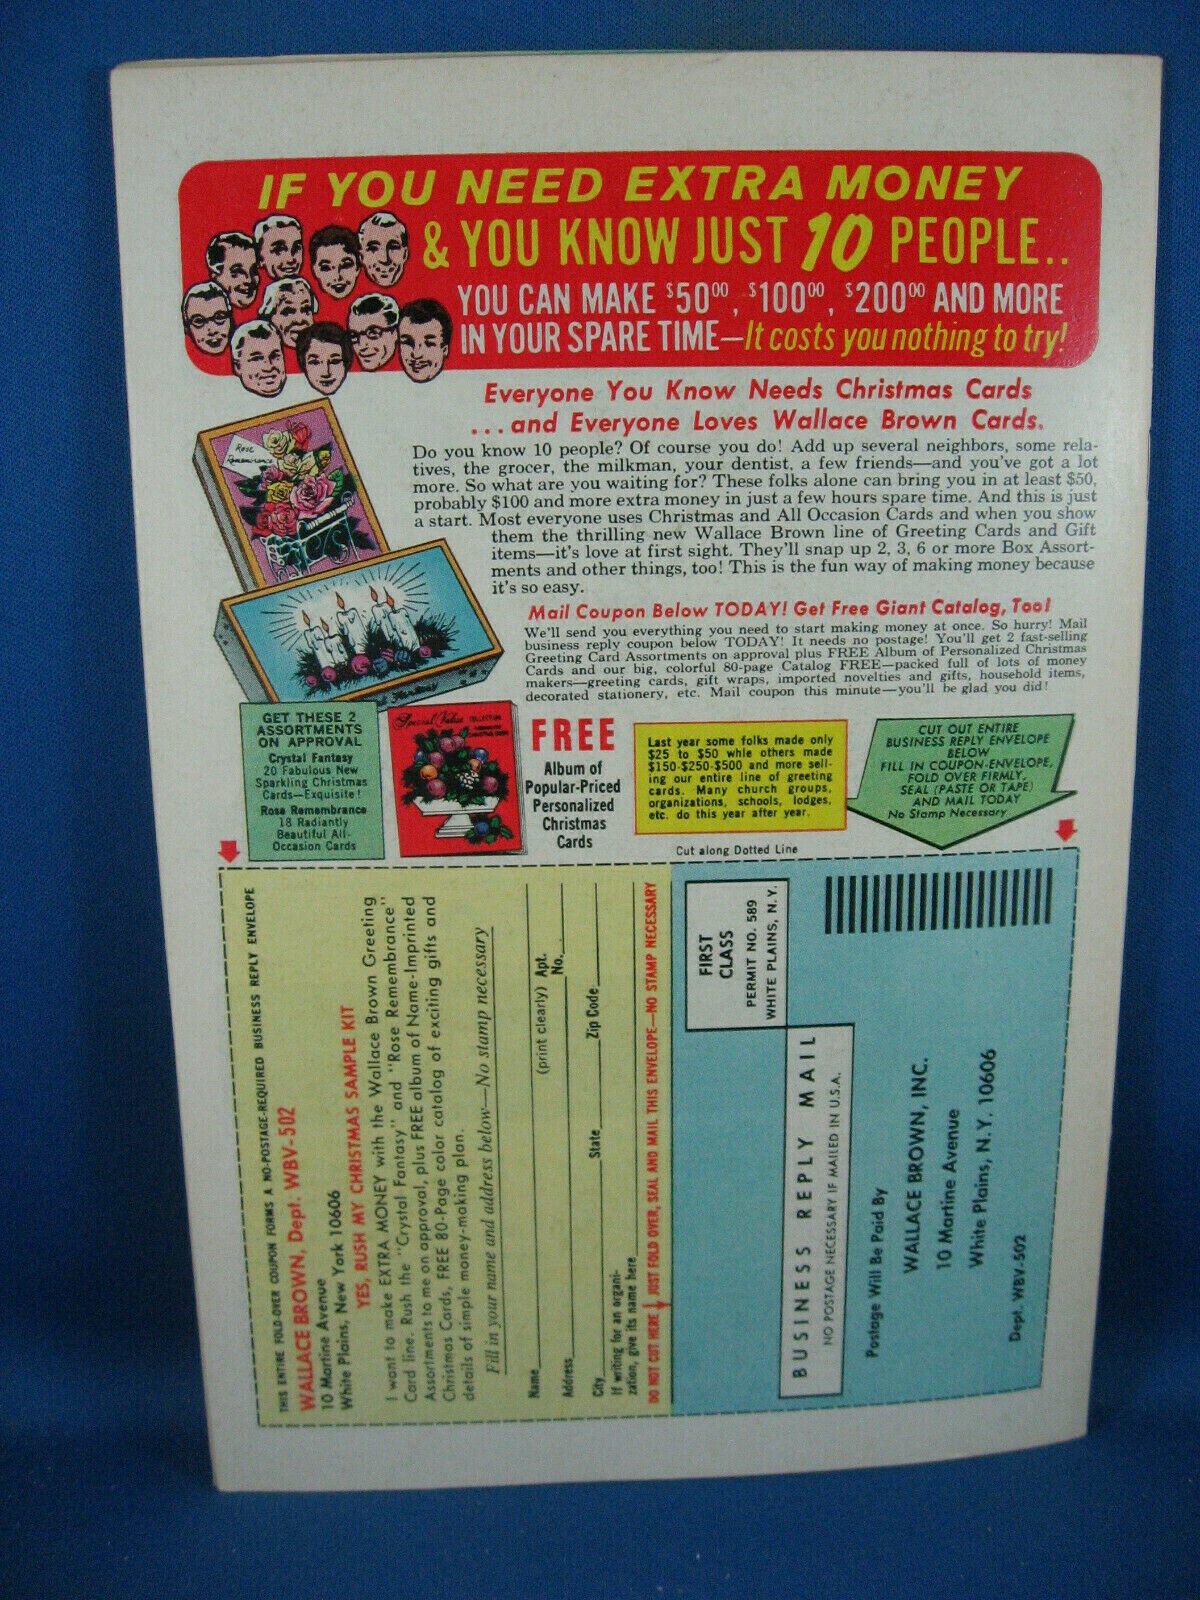 IF YOU NEED EXTRA MONEY
& YOU KNOW JUST 10 PEOPLE..
YOU CAN MAKE $50⁰⁰, $100⁰⁰, $200⁰⁰ AND MORE
IN YOUR SPARE TIME—It costs you nothing to try!
Everyone You Know Needs Christmas Cards
...and Everyone Loves Wallace Brown Cards.
Do you know 10 people? Of course you do! Add up several neighbors, some rela-
tives, the grocer, the milkman, your dentist, a few friends—and you've got a lot
more. So what are you waiting for? These folks alone can bring you in at least $50,
probably $100 and more extra money in just a few hours spare time. And this is just
a start. Most everyone uses Christmas and All Occasion Cards and when you show
them the thrilling new Wallace Brown line of Greeting Cards and Gift
items—it's love at first sight. They'll snap up 2, 3, 6 or more Box Assort-
ments and other things, too! This is the fun way of making money because
it's so easy.
Rose
Remembrance
Mail Coupon Below TODAY! Get Free Giant Catalog, Too!
We'll send you everything you need to start making money at once. So hurry! Mail
business reply coupon below TODAY! It needs no postage! You'll get 2 fast-selling
Greeting Card Assortments on approval plus FREE Album of Personalized Christmas
Cards and our big, colorful 80-page Catalog FREE—packed full of lots of money
makers—greeting cards, gift wraps, imported novelties and gifts, household items,
decorated stationery, etc. Mail coupon this minute—you'll be glad you did!
GET THESE 2
ASSORTMENTS
ON APPROVAL
Crystal Fantasy
20 Fabulous New
Sparkling Christmas
Cards—Exquisite!
Rose Remembrance
18 Radiantly
Beautiful All-
Occasion Cards
Special Value COLLECTION
FREE
Album of
Popular-Priced
Personalized
Christmas
Cards
Last year some folks made only
$25 to $50 while others made
$150-$250-$500 and more sell-
ing our entire line of greeting
cards. Many church groups,
organizations, schools, lodges,
etc. do this year after year.
CUT OUT ENTIRE
BUSINESS REPLY ENVELOPE
BELOW
FILL IN COUPON-ENVELOPE,
FOLD OVER FIRMLY,
SEAL (PASTE OR TAPE)
AND MAIL TODAY
No Stamp Necessary
Cut along Dotted Line
THIS ENTIRE FOLD-OVER COUPON FORMS A NO-POSTAGE-REQUIRED BUSINESS REPLY ENVELOPE
WALLACE BROWN, Dept. WBV-502
10 Martine Avenue
White Plains, New York 10606
YES, RUSH MY CHRISTMAS SAMPLE KIT
I want to make EXTRA MONEY with the Wallace Brown Greeting
Card line. Rush the "Crystal Fantasy" and "Rose Remembrance"
Assortments to me on approval, plus FREE album of Name-Imprinted
Christmas Cards, FREE 80-Page color catalog of exciting gifts and
details of simple money-making plan.
Fill in your name and address below—No stamp necessary
Name
(print clearly)
Address Apt. No.
City State Zip Code
If writing for an organi-
zation, give its name here
DO NOT CUT HERE JUST FOLD OVER, SEAL AND MAIL THIS ENVELOPE—NO STAMP NECESSARY
FIRST
CLASS
PERMIT NO. 589
WHITE PLAINS, N.Y.
BUSINESS REPLY MAIL
NO POSTAGE NECESSARY IF MAILED IN U.S.A.
Postage Will Be Paid By
WALLACE BROWN, INC.
10 Martine Avenue
White Plains, N.Y. 10606
Dept. WBV-502